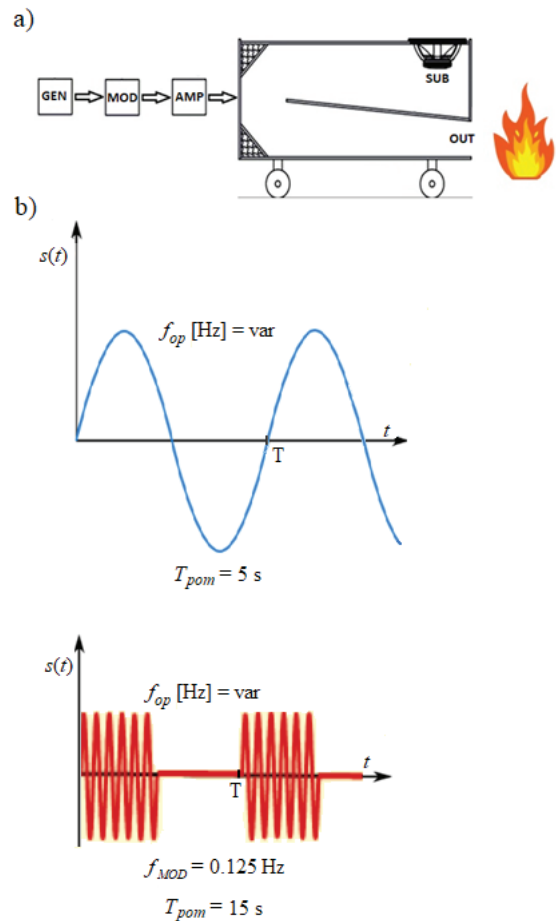 a)
GEN MOD AMP SUB
OUT
b)
s(t)
f_op [Hz] = var
t
T
T_pom = 5 s
s(t)
f_op [Hz] = var
t
T
f_MOD = 0.125 Hz
T_pom = 15 s